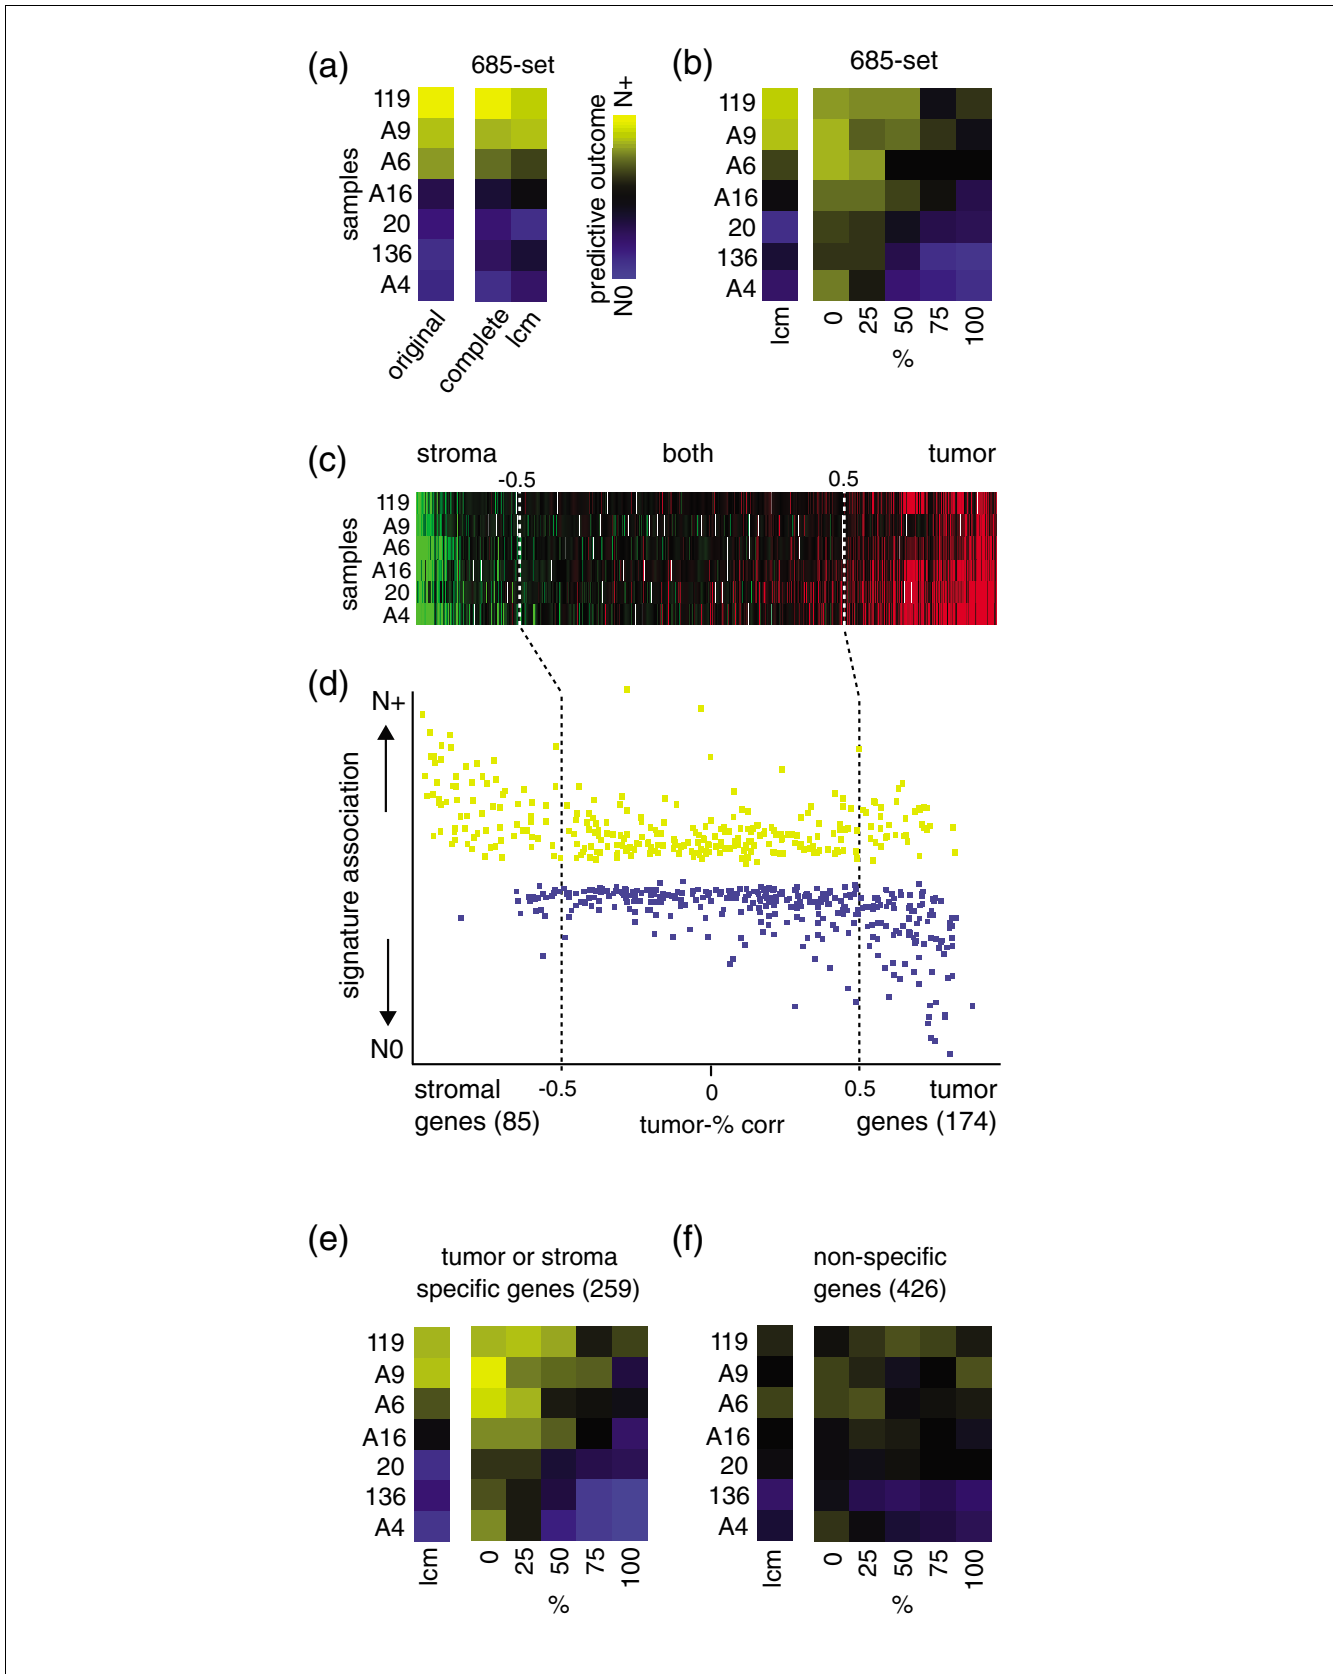 (a)
685-set
119
A9
A6
A16
20
136
A4
samples
original
complete
lcm
predictive outcome
N+
N0
(b)
685-set
119
A9
A6
A16
20
136
A4
lcm
0
25
50
75
100
%
(c)
stroma
both
tumor
-0.5
0.5
119
A9
A6
A16
20
A4
samples
(d)
N+
signature association
N0
-0.5
0
0.5
stromal
genes (85)
tumor-% corr
tumor
genes (174)
(e)
tumor or stroma
specific genes (259)
119
A9
A6
A16
20
136
A4
lcm
0
25
50
75
100
%
(f)
non-specific
genes (426)
119
A9
A6
A16
20
136
A4
lcm
0
25
50
75
100
%